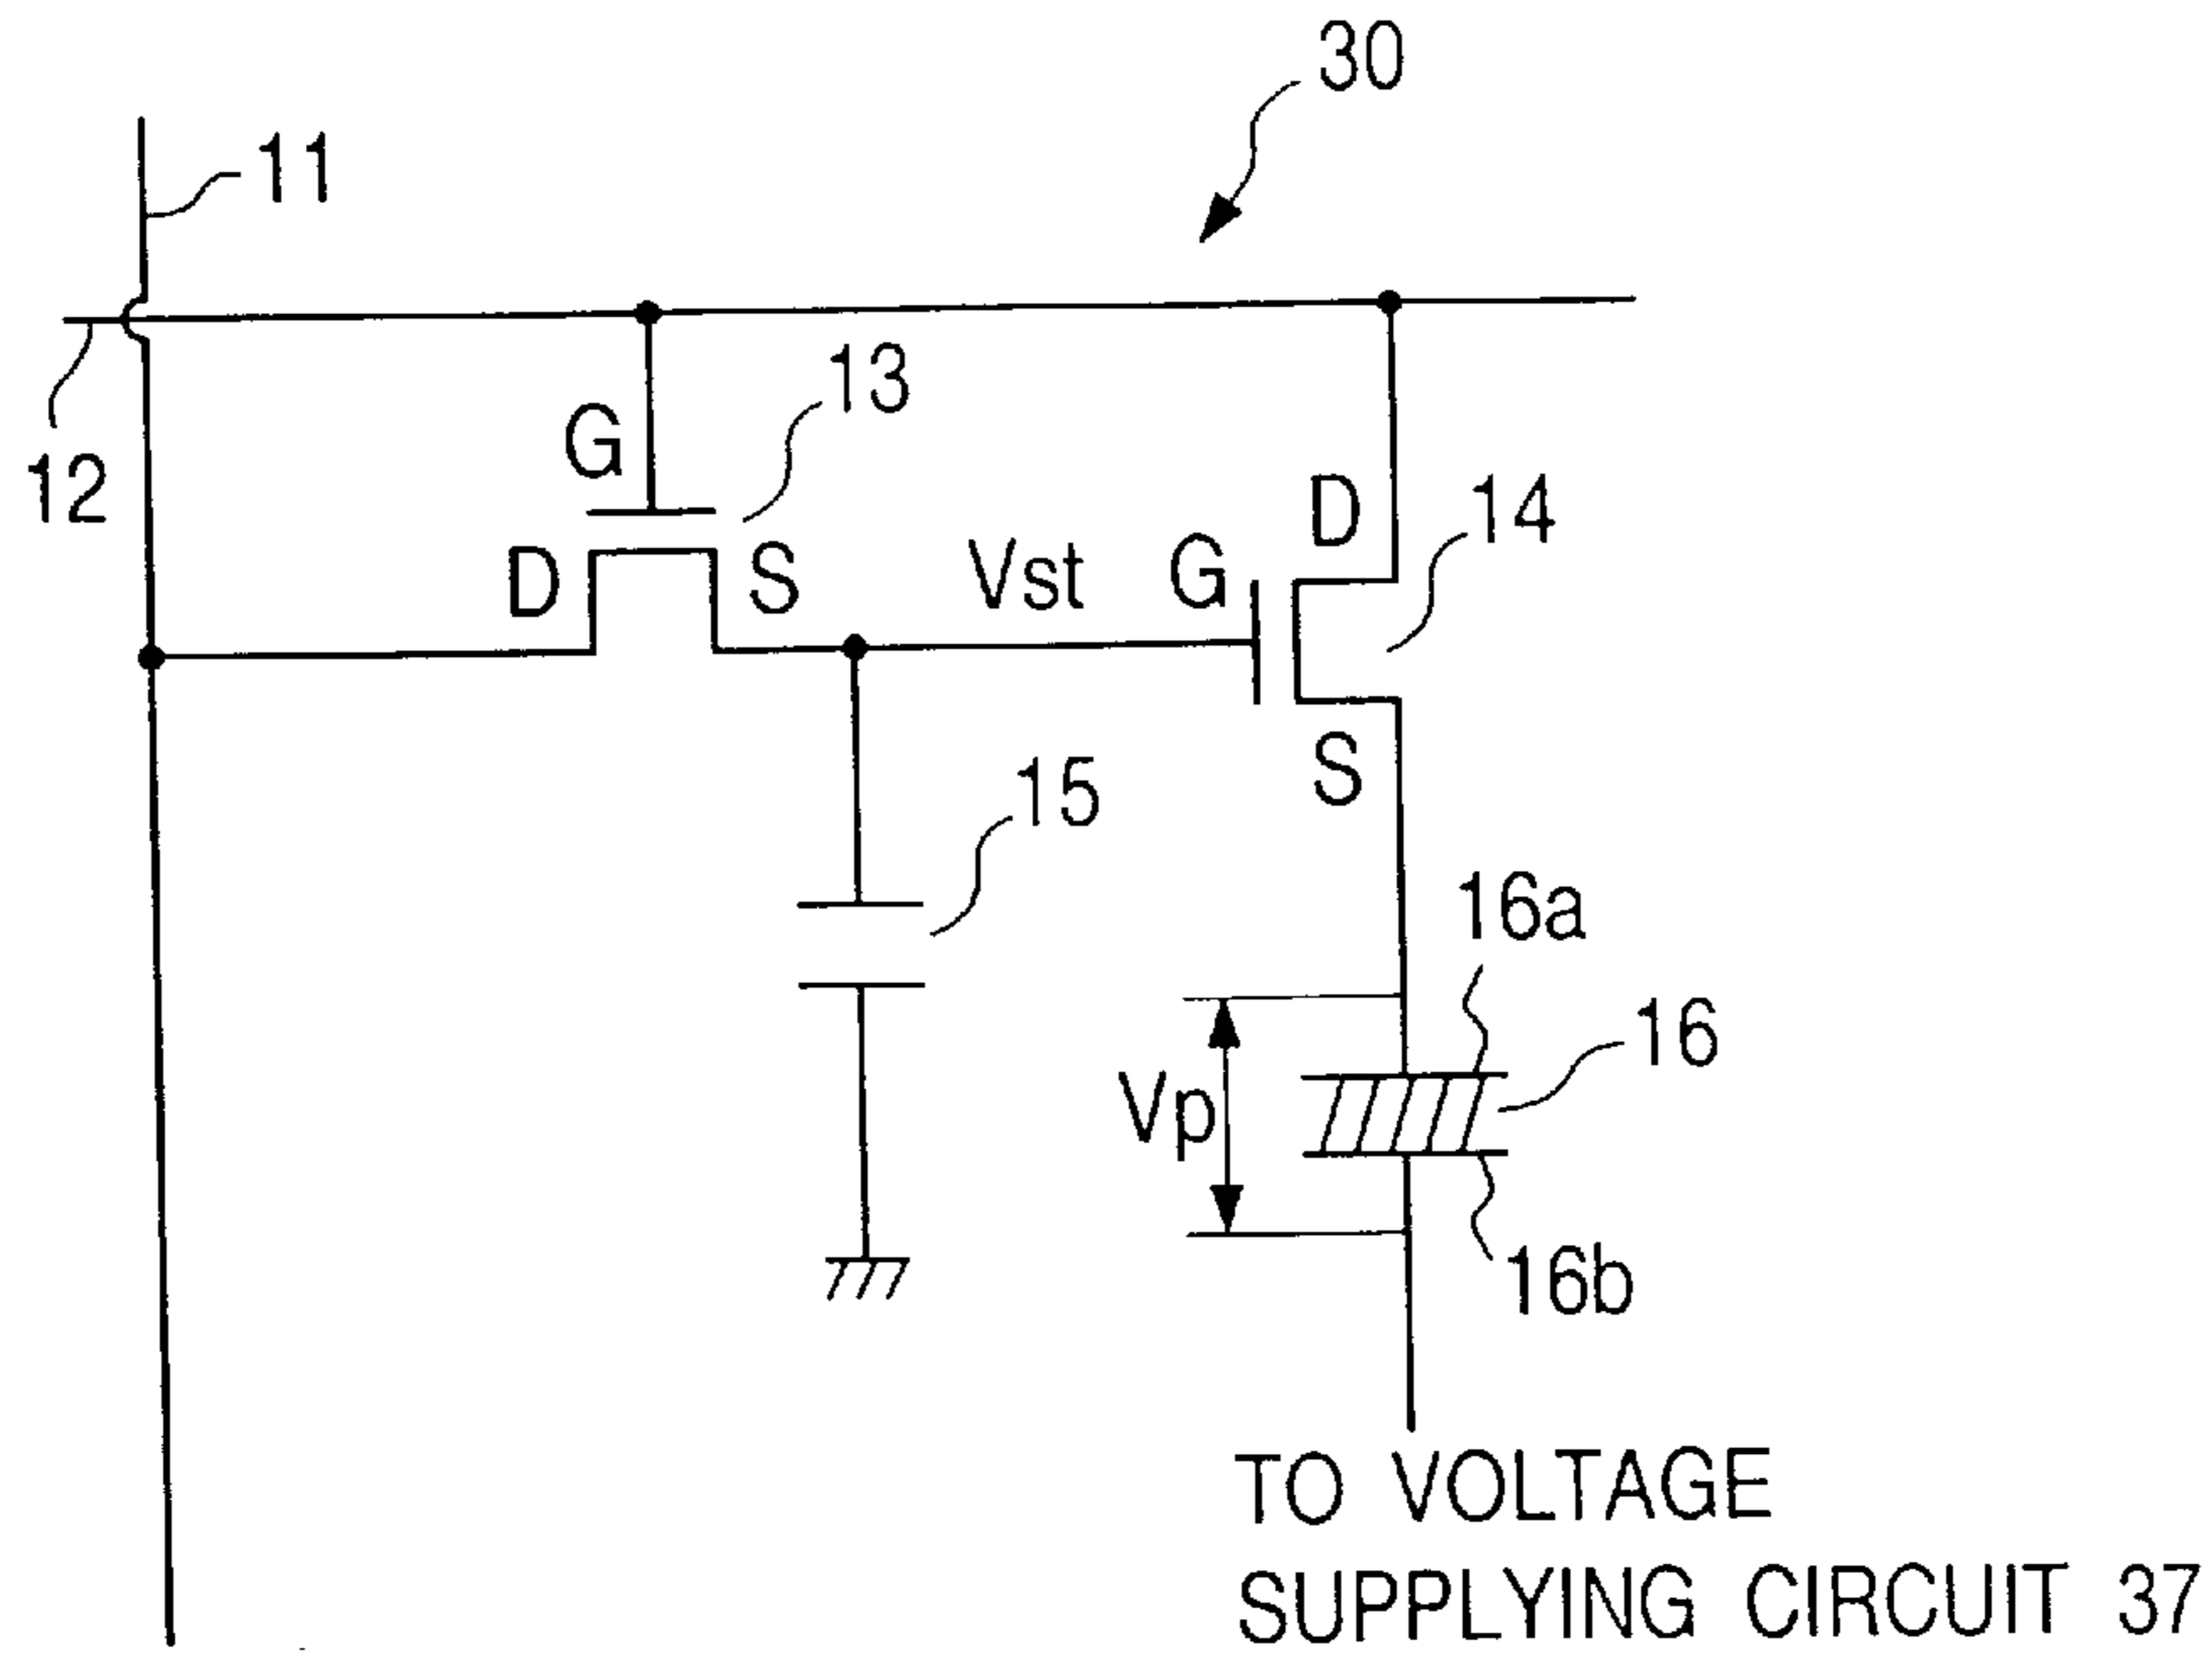 30
11
13
G
12
D
14
D
S
Vst
G
S
15
16a
16
Vp
16b
TO VOLTAGE
SUPPLYING CIRCUIT 37